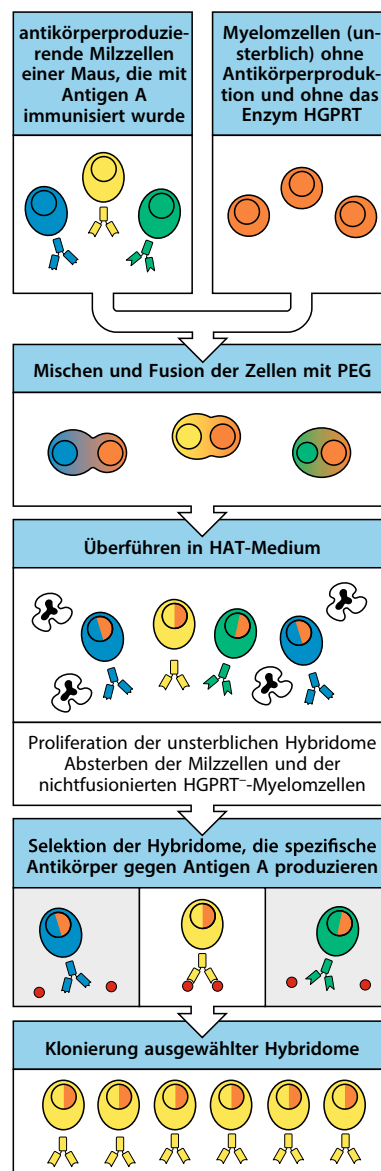 antikörperproduzie-
rende Milzzellen
einer Maus, die mit
Antigen A
immunisiert wurde
Myelomzellen (un-
sterblich) ohne
Antikörperproduk-
tion und ohne das
Enzym HGPRT
Mischen und Fusion der Zellen mit PEG
Überführen in HAT-Medium
Proliferation der unsterblichen Hybridome
Absterben der Milzzellen und der
nichtfusionierten HGPRT⁻-Myelomzellen
Selektion der Hybridome, die spezifische
Antikörper gegen Antigen A produzieren
Klonierung ausgewählter Hybridome